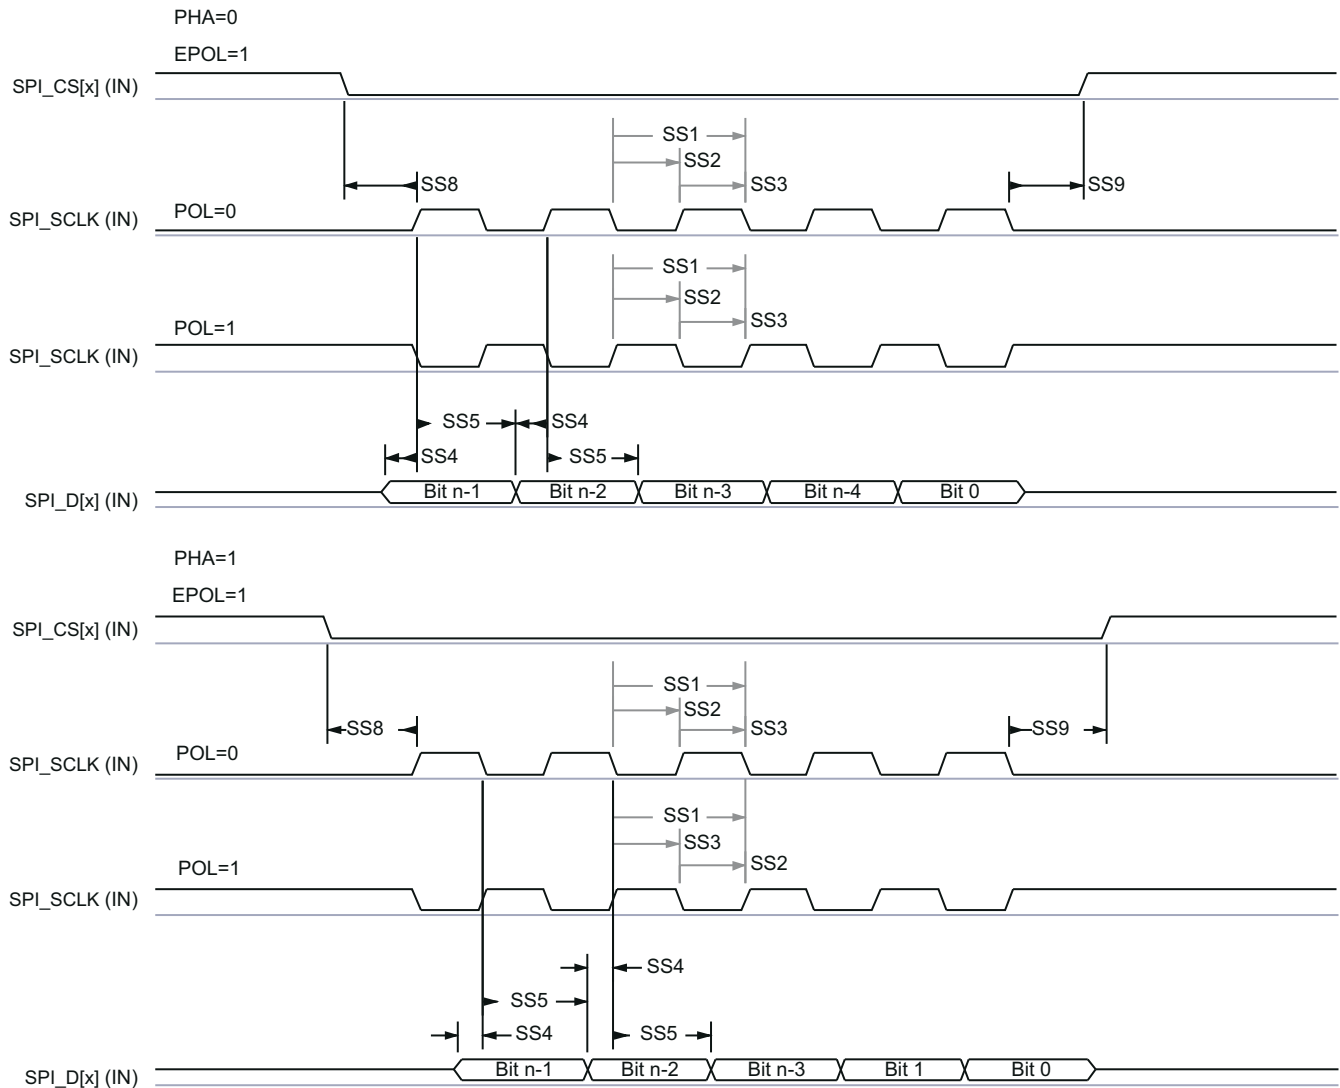 PHA=0
EPOL=1
SPI_CS[x] (IN)
SS1
SS2
SS8
SS3
SS9
POL=0
SPI_SCLK (IN)
SS1
SS2
SS3
POL=1
SPI_SCLK (IN)
SS5
SS4
SS4
SS5
SPI_D[x] (IN)
Bit n-1
Bit n-2
Bit n-3
Bit n-4
Bit 0
PHA=1
EPOL=1
SPI_CS[x] (IN)
SS1
SS2
SS8
SS3
SS9
POL=0
SPI_SCLK (IN)
SS1
SS3
SS2
POL=1
SPI_SCLK (IN)
SS4
SS5
SS4
SS5
SPI_D[x] (IN)
Bit n-1
Bit n-2
Bit n-3
Bit 1
Bit 0